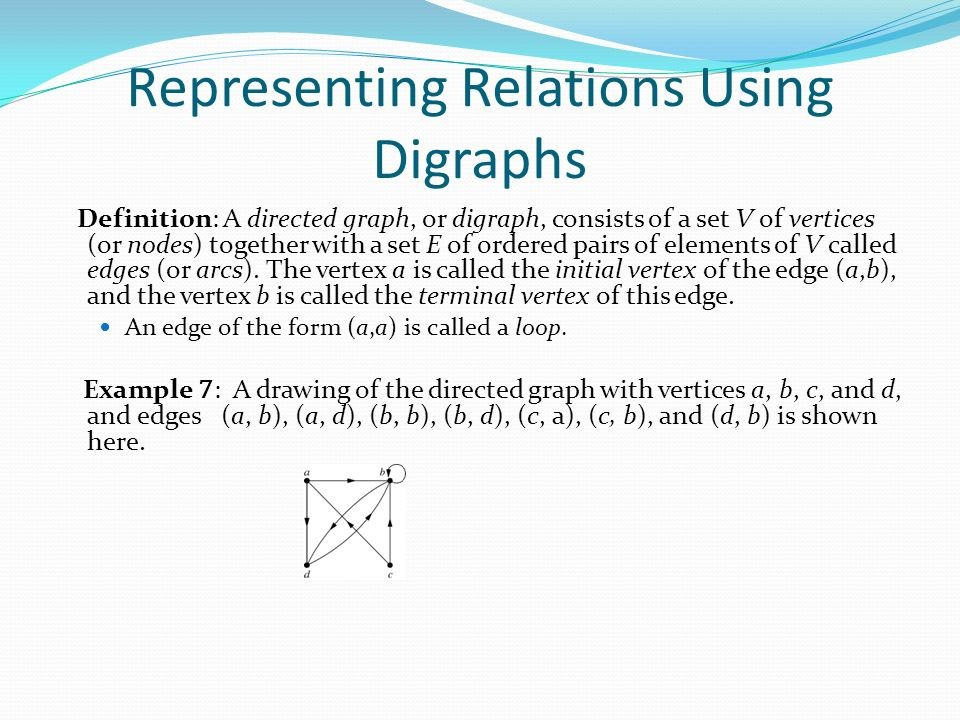 Representing Relations Using
Digraphs
Definition: A directed graph, or digraph, consists of a set V of vertices
(or nodes) together with a set E of ordered pairs of elements of V called
edges (or arcs). The vertex a is called the initial vertex of the edge (a,b),
and the vertex b is called the terminal vertex of this edge.
An edge of the form (a,a) is called a loop.
Example 7: A drawing of the directed graph with vertices a, b, c, and d,
and edges (a, b), (a, d), (b, b), (b, d), (c, a), (c, b), and (d, b) is shown
here.
a b
d c